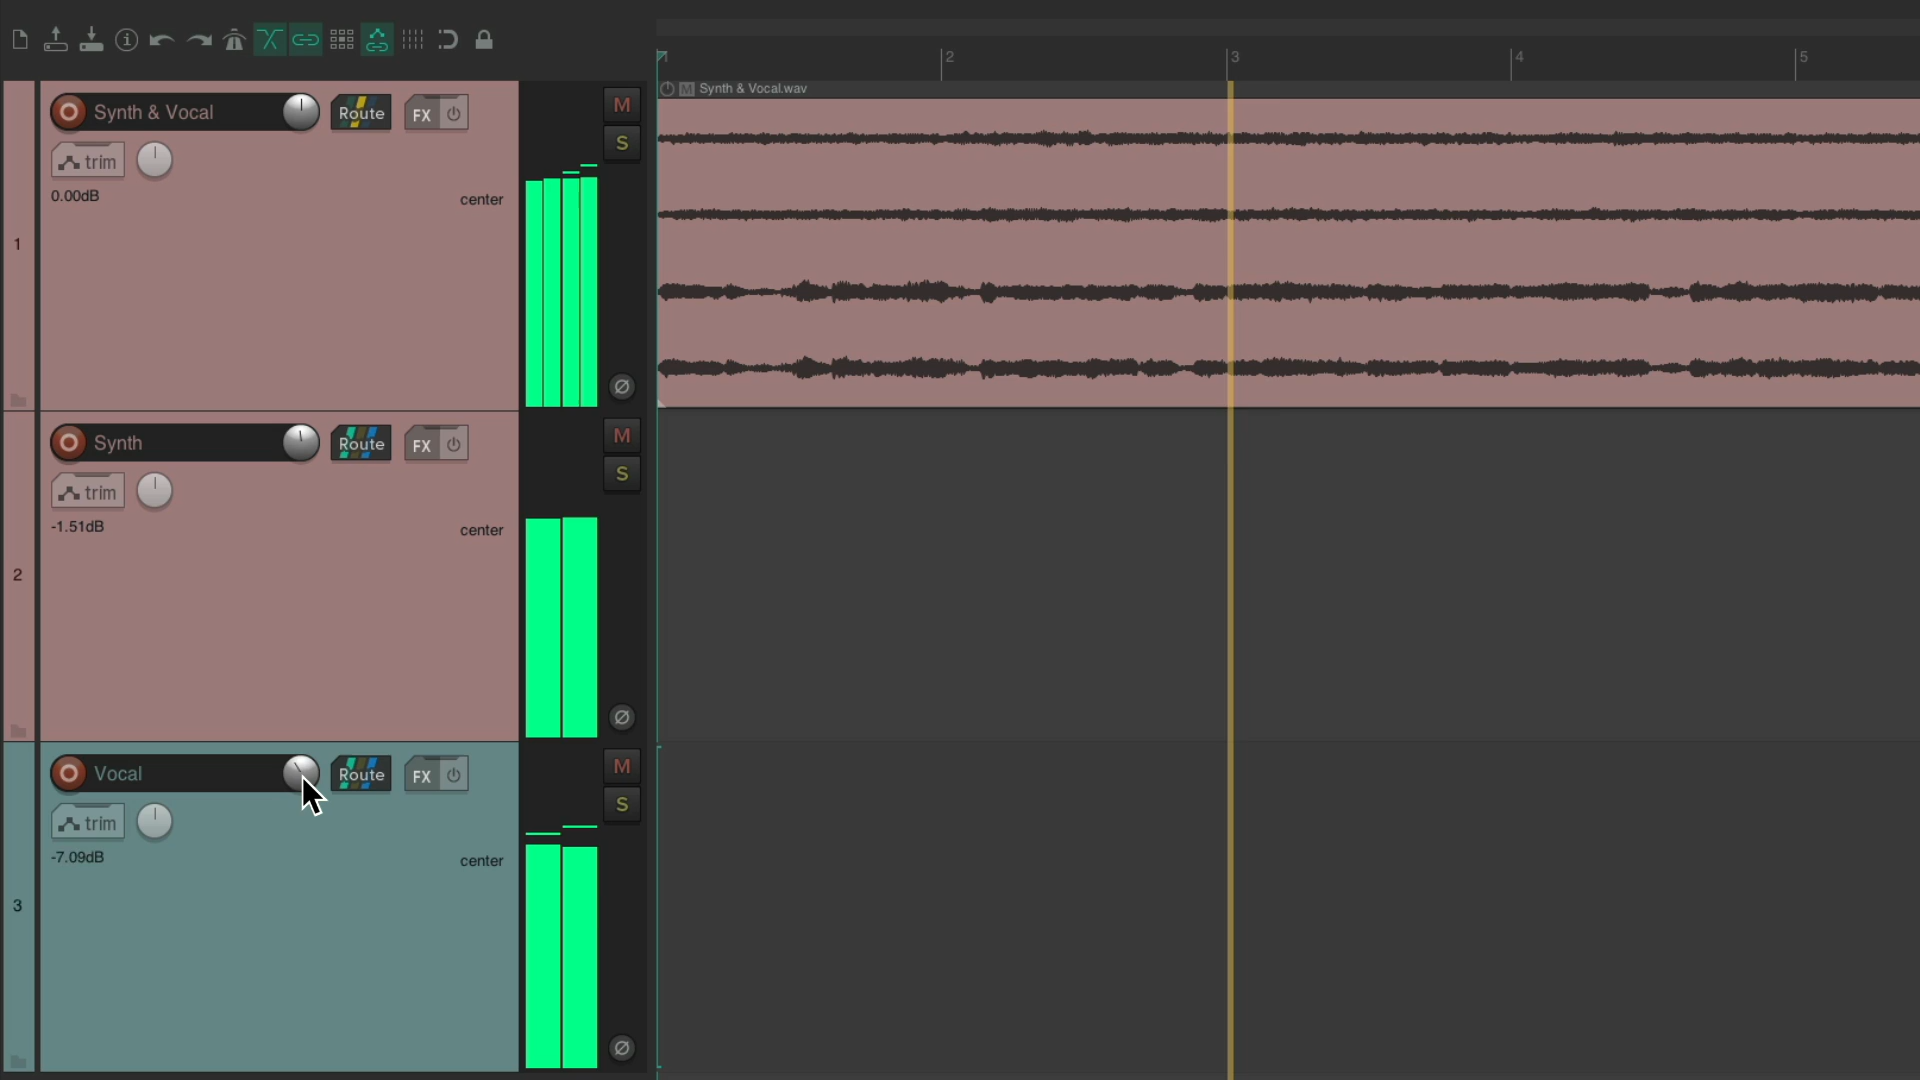 1 2 3 4 5
Synth & Vocal Route FX M M Synth & Vocal.wav
trim S
0.00dB center
1
Synth Route FX M
trim S
-1.51dB center
2
Vocal Route FX M
trim S
-7.09dB center
3